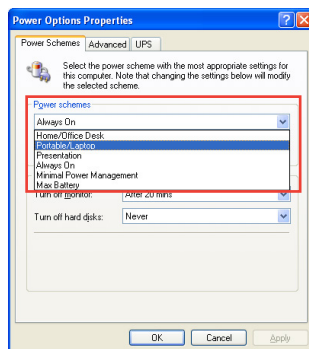 Power Options Properties
Power Schemes Advanced UPS
Select the power scheme with the most appropriate settings for
this computer. Note that changing the settings below will modify
the selected scheme.
Power schemes
Always On
Home/Office Desk
Portable/Laptop
Presentation
Always On
Minimal Power Management
Max Battery
Turn off monitor: After 20 mins
Turn off hard disks: Never
OK Cancel Apply